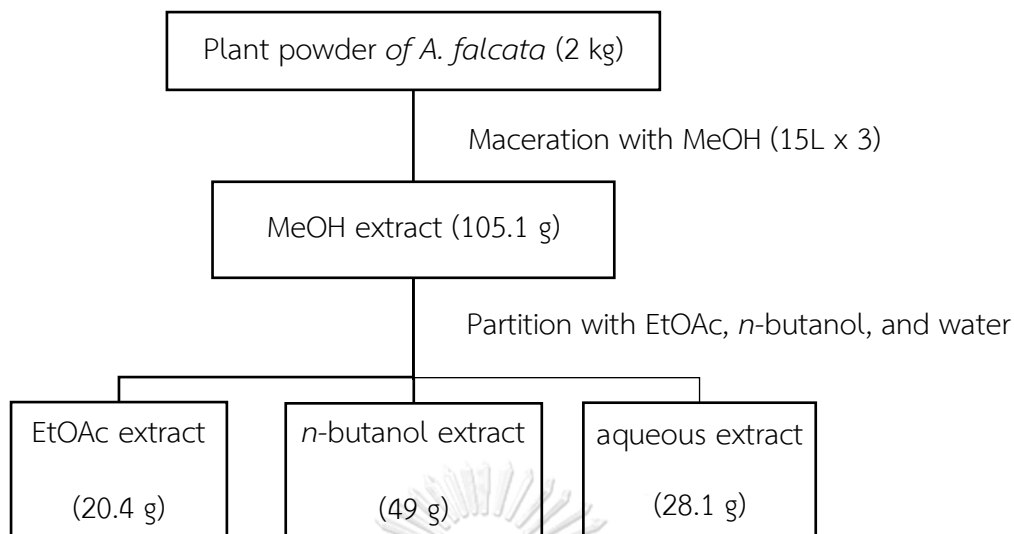 Plant powder of A. falcata (2 kg)
Maceration with MeOH (15L x 3)
MeOH extract (105.1 g)
Partition with EtOAc, n-butanol, and water
EtOAc extract
(20.4 g)
n-butanol extract
(49 g)
aqueous extract
(28.1 g)